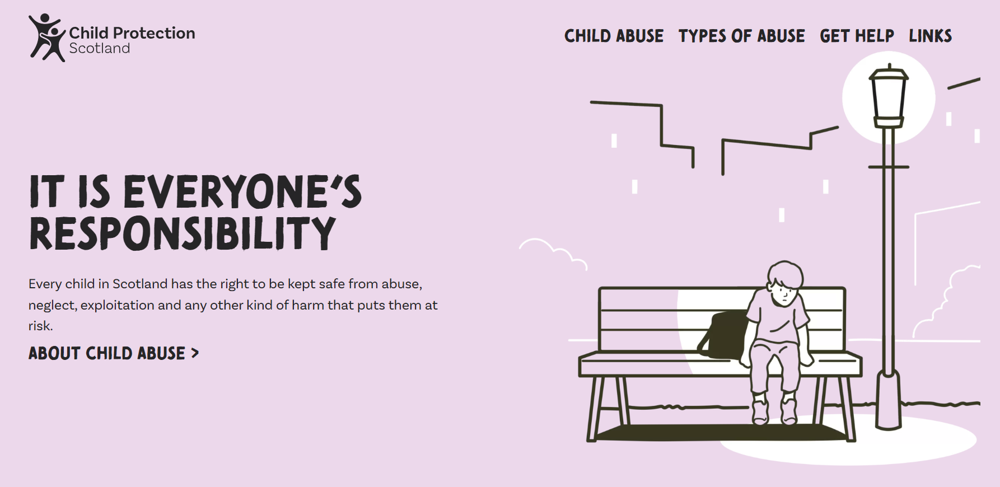 Child Protection
Scotland
CHILD ABUSE TYPES OF ABUSE GET HELP LINKS
IT IS EVERYONE'S
RESPONSIBILITY
Every child in Scotland has the right to be kept safe from abuse,
neglect, exploitation and any other kind of harm that puts them at
risk.
ABOUT CHILD ABUSE >